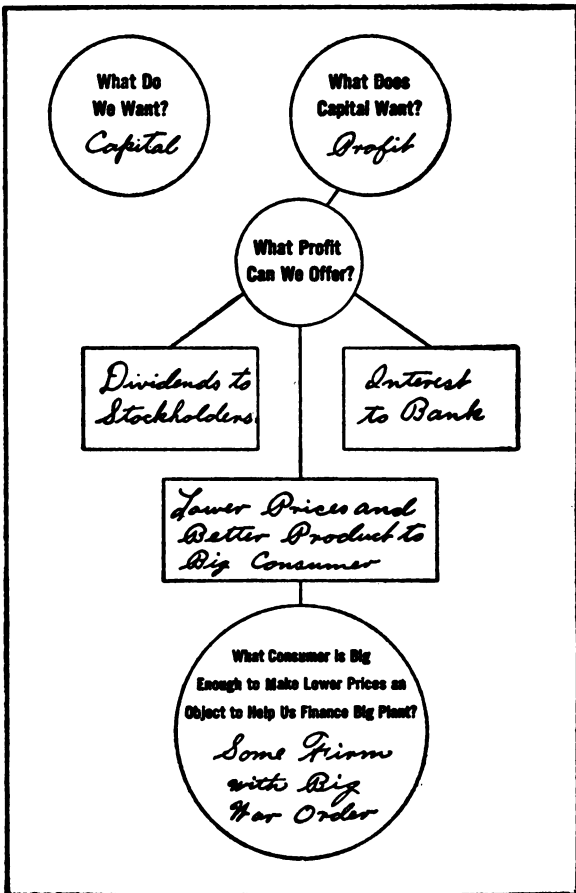 What Do
We Want?
Capital
What Does
Capital Want?
Profit
What Profit
Can We Offer?
Dividends to
Stockholders
Interest
to Bank
Lower Prices and
Better Product to
Big Consumer
What Consumer is Big
Enough to Make Lower Prices an
Object to Help Us Finance Big Plant?
Some Firm
with Big
War Order